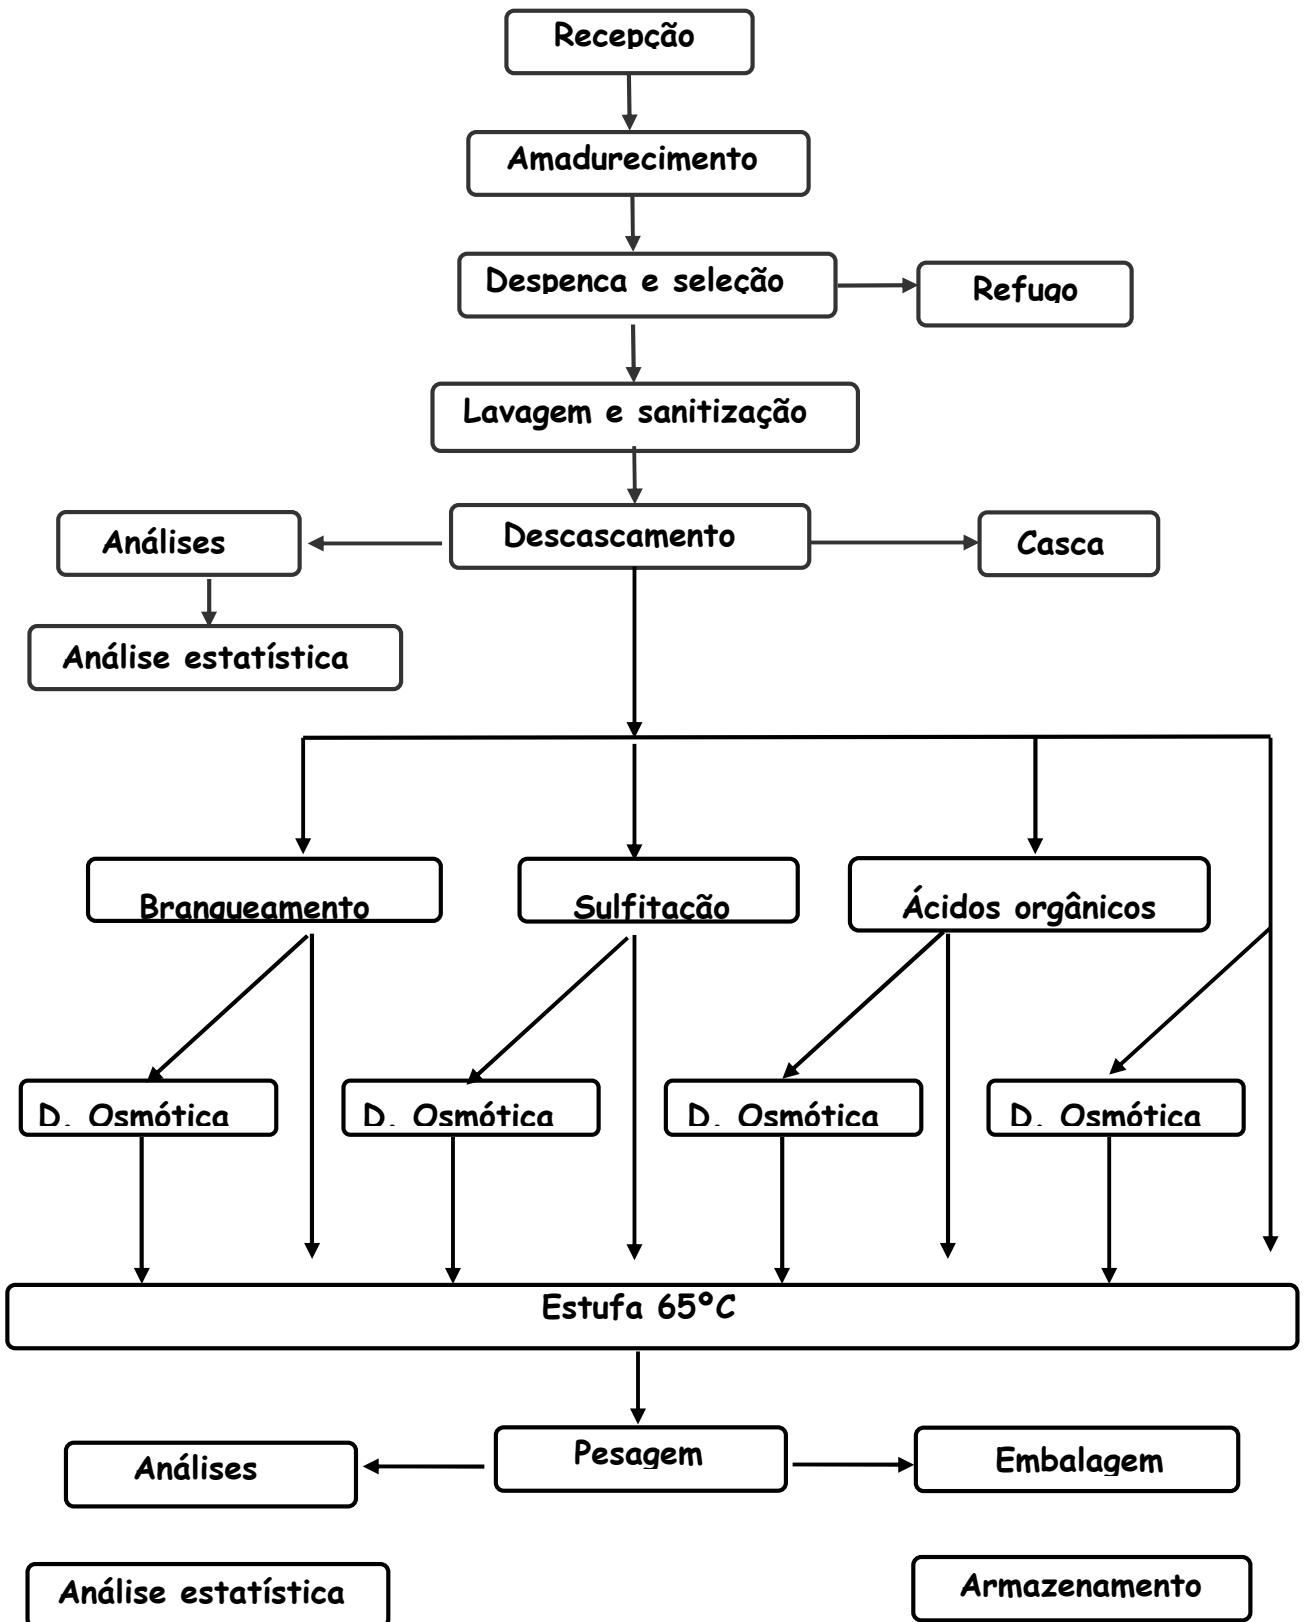 Recepção
Amadurecimento
Despenca e seleção
Refugo
Lavagem e sanitização
Análises
Descascamento
Casca
Análise estatística
Branqueamento
Sulfitação
Ácidos orgânicos
D. Osmótica
D. Osmótica
D. Osmótica
D. Osmótica
Estufa 65ºC
Análises
Pesagem
Embalagem
Análise estatística
Armazenamento